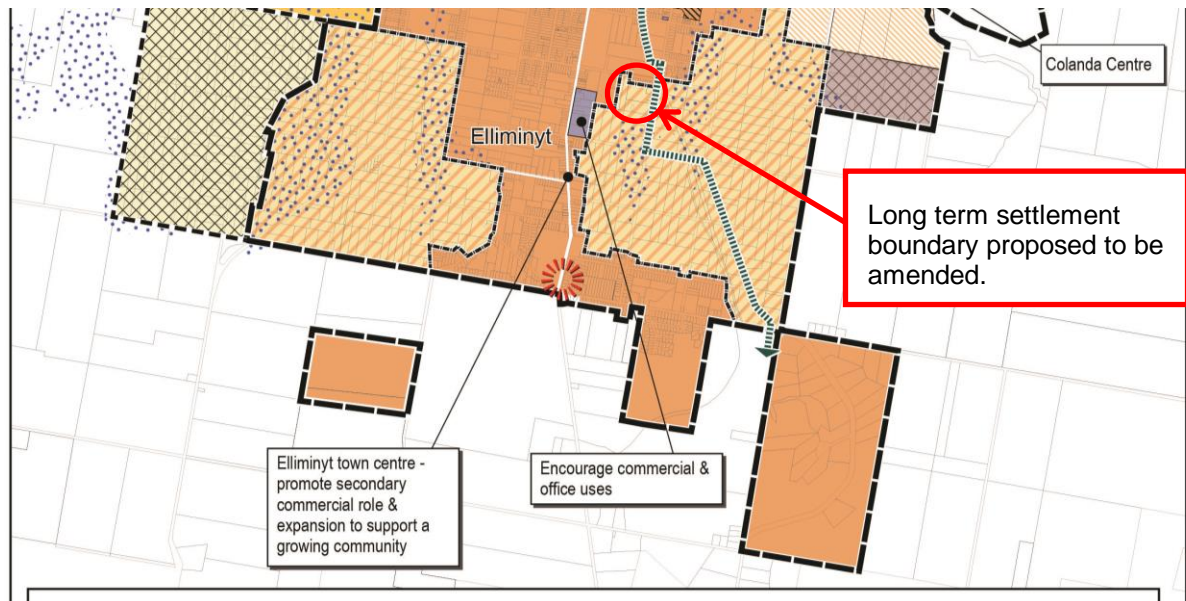 Colanda Centre
Elliminyt
Long term settlement
boundary proposed to be
amended.
Elliminyt town centre -
promote secondary
commercial role &
expansion to support a
growing community
Encourage commercial &
office uses